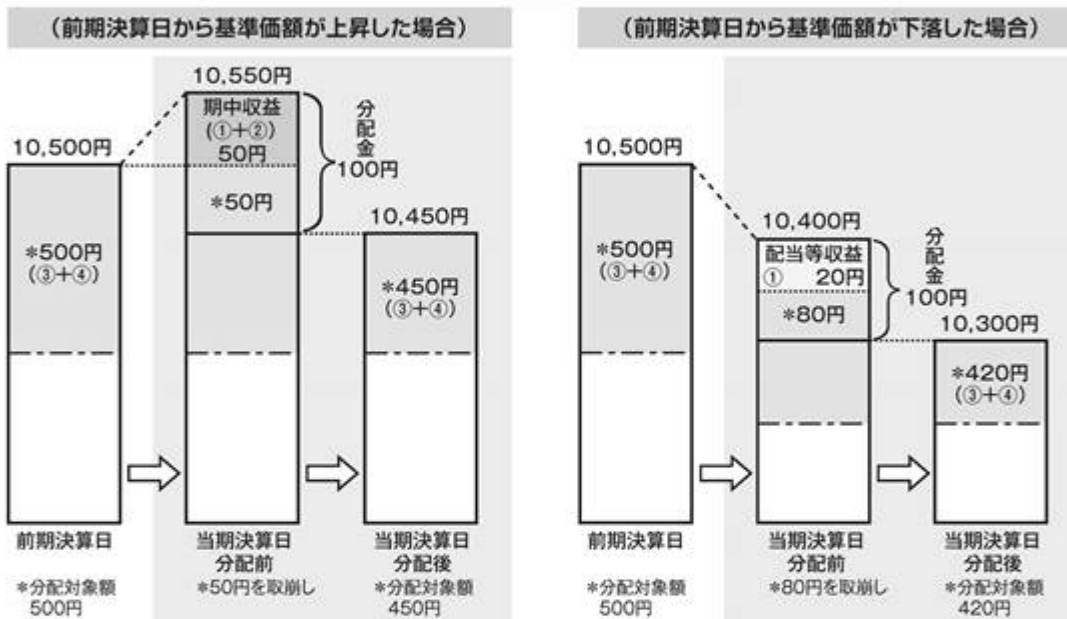 (前期決算日から基準価額が上昇した場合)
10,550円
期中収益
(①+②)
50円
*50円
分配金
100円
10,500円
*500円
(③+④)
10,450円
*450円
(③+④)
前期決算日
*分配対象額
500円
当期決算日
分配前
*50円を取崩し
当期決算日
分配後
*分配対象額
450円
(前期決算日から基準価額が下落した場合)
10,500円
*500円
(③+④)
10,400円
配当等収益
① 20円
*80円
分配金
100円
10,300円
*420円
(③+④)
前期決算日
*分配対象額
500円
当期決算日
分配前
*80円を取崩し
当期決算日
分配後
*分配対象額
420円